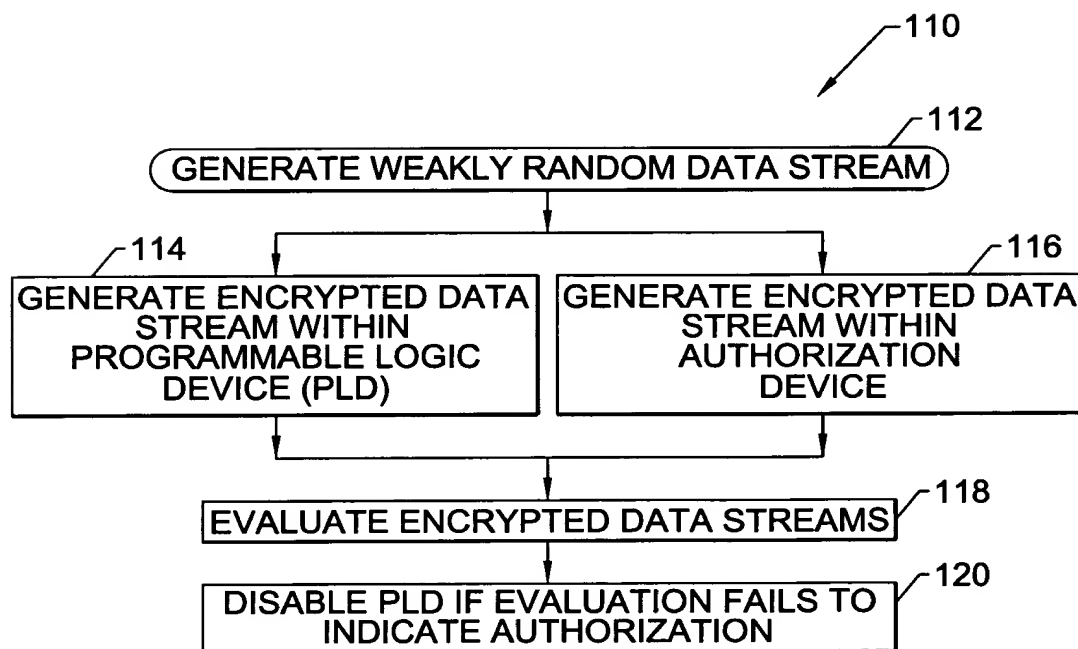 110
112
GENERATE WEAKLY RANDOM DATA STREAM
114
GENERATE ENCRYPTED DATA
STREAM WITHIN
PROGRAMMABLE LOGIC
DEVICE (PLD)
116
GENERATE ENCRYPTED DATA
STREAM WITHIN
AUTHORIZATION
DEVICE
118
EVALUATE ENCRYPTED DATA STREAMS
120
DISABLE PLD IF EVALUATION FAILS TO
INDICATE AUTHORIZATION